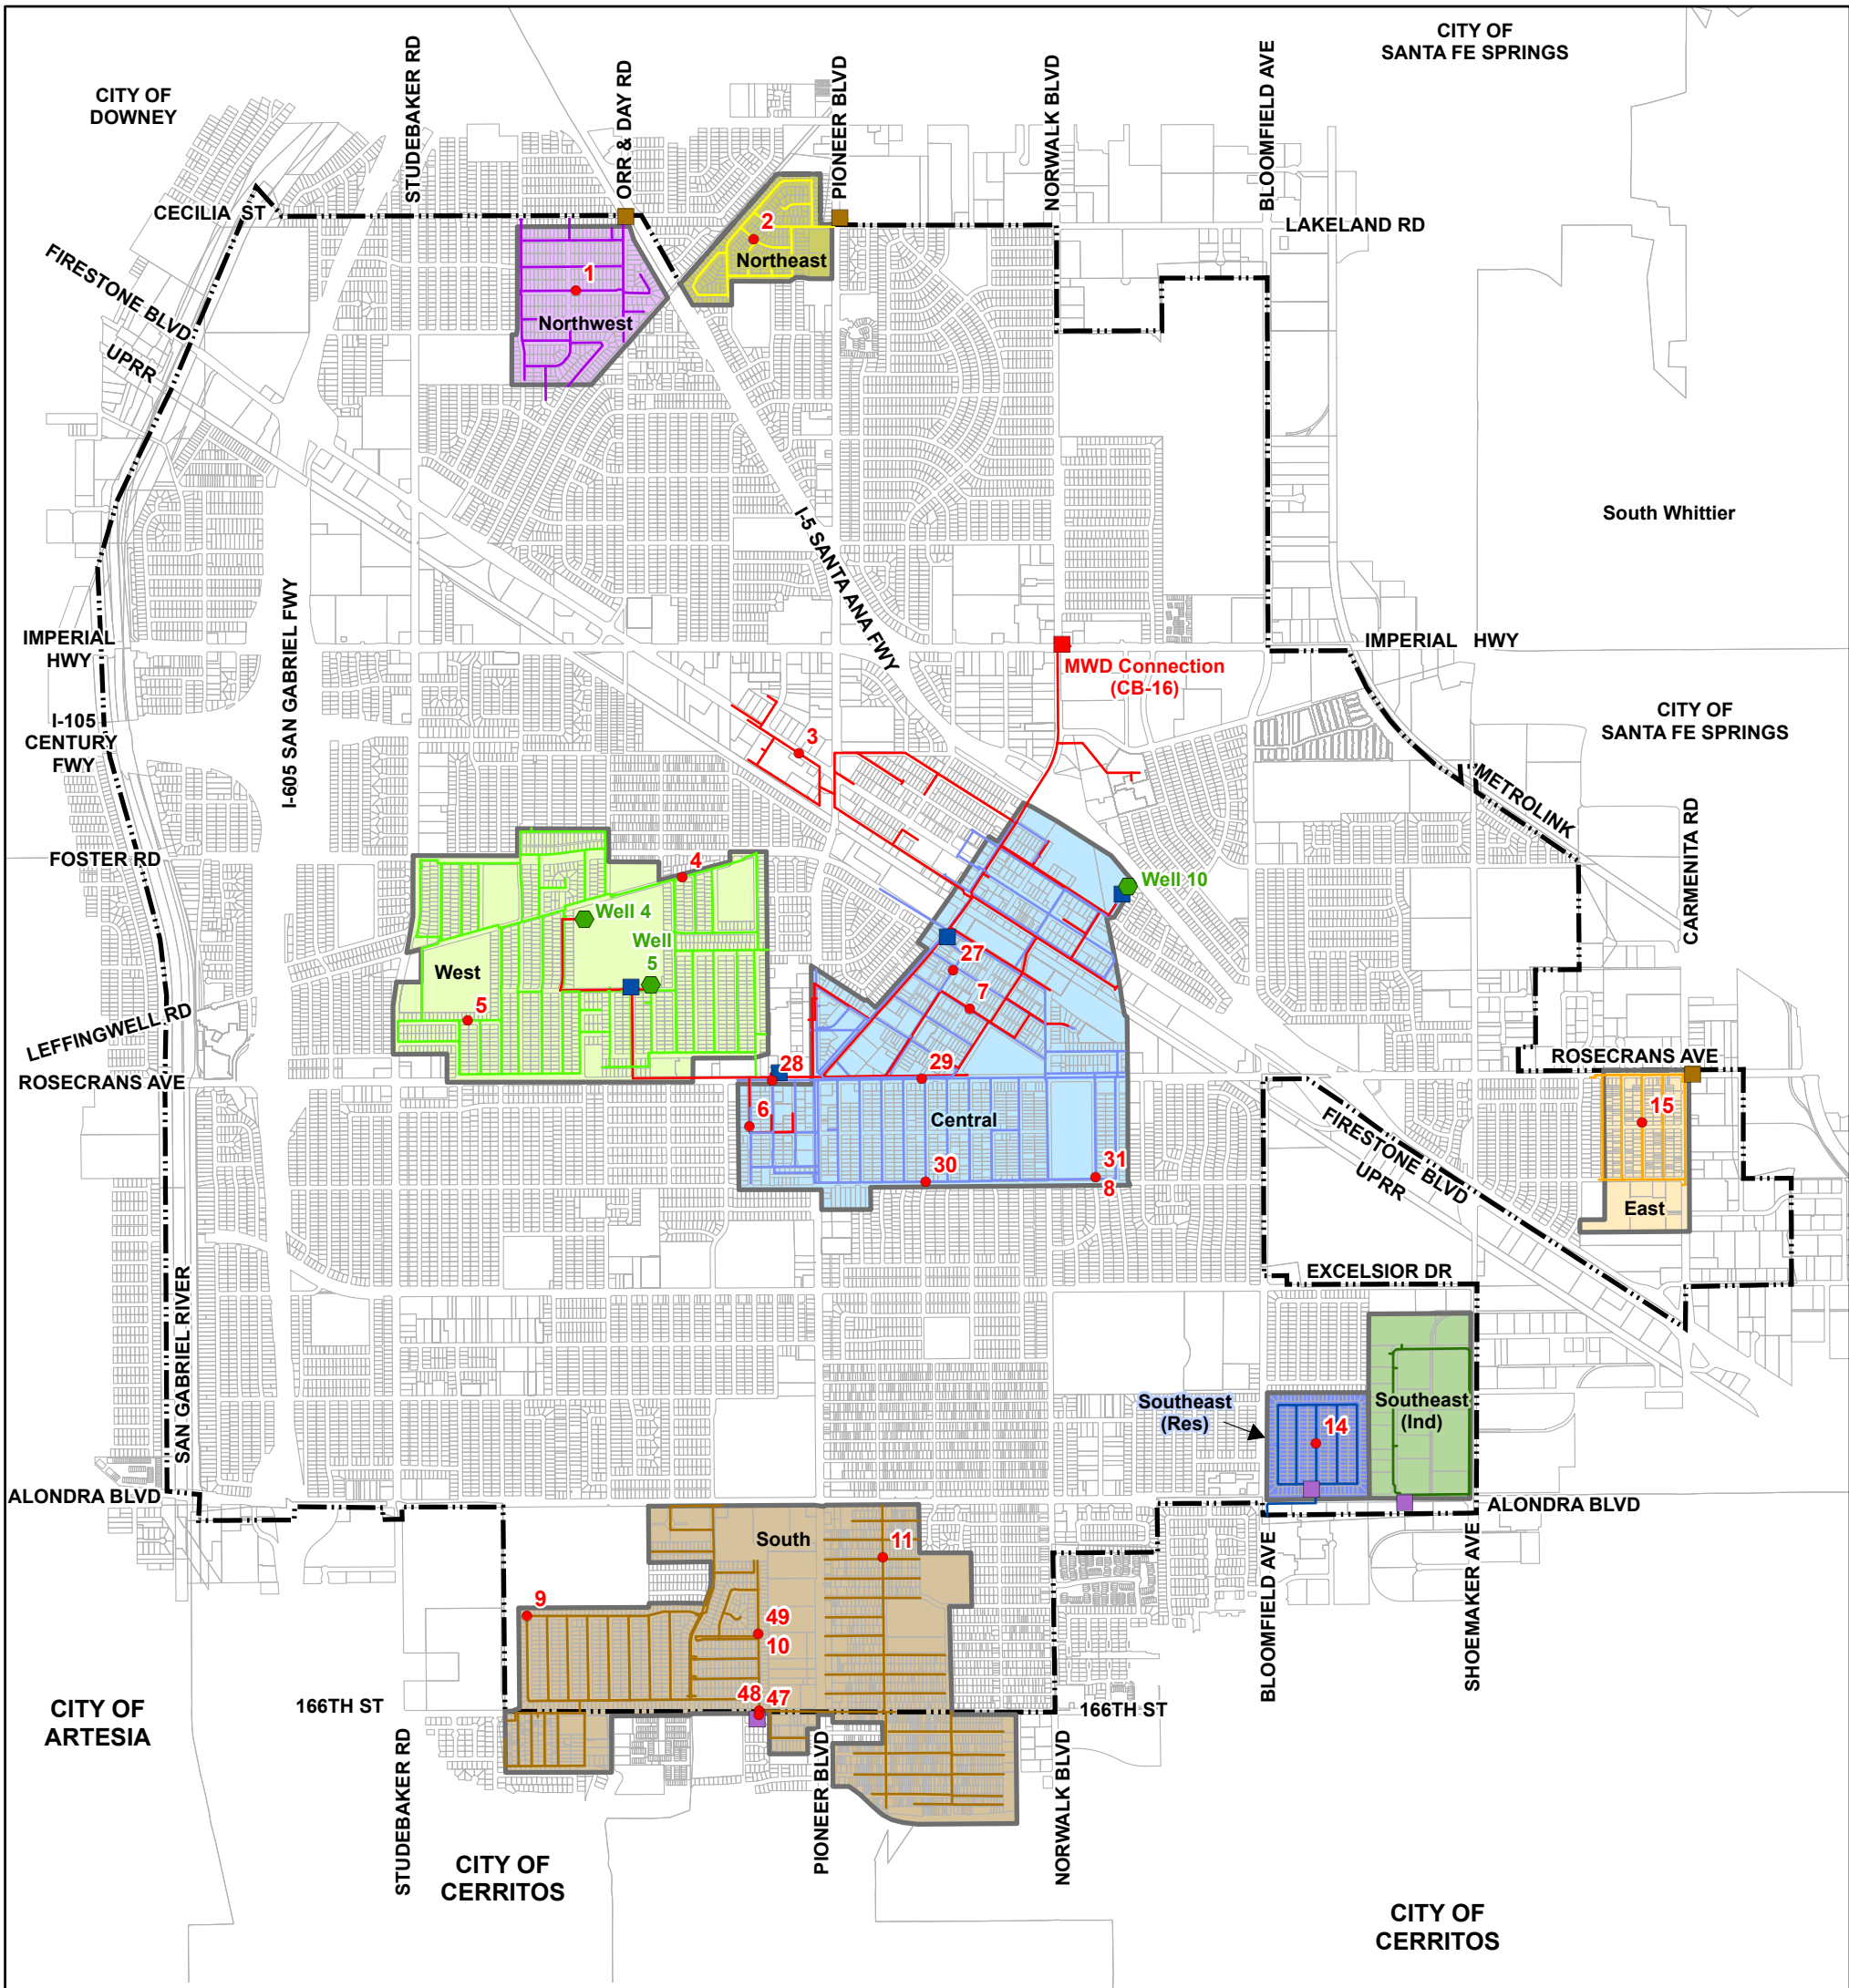 CITY OF
SANTA FE SPRINGS
CITY OF
DOWNEY
STUDEBAKER RD
ORR & DAY RD
PIONEER BLVD
NORWALK BLVD
BLOOMFIELD AVE
CECILIA ST
LAKELAND RD
2
Northeast
1
Northwest
FIRESTONE BLVD
UPRR
South Whittier
I-5 SANTA ANA FWY
I-605 SAN GABRIEL FWY
IMPERIAL
HWY
IMPERIAL HWY
MWD Connection
(CB-16)
I-105
CENTURY
FWY
3
CITY OF
SANTA FE SPRINGS
METROLINK
CARMENITA RD
FOSTER RD
4
Well 10
Well 4
Well
5
West
27
7
5
LEFFINGWELL RD
ROSECRANS AVE
28
29
ROSECRANS AVE
6
Central
15
FIRESTONE BLVD
UPRR
30
31
8
East
EXCELSIOR DR
SAN GABRIEL RIVER
Southeast
(Res)
Southeast
(Ind)
14
ALONDRA BLVD
ALONDRA BLVD
South
11
9
49
10
BLOOMFIELD AVE
SHOEMAKER AVE
48
47
CITY OF
ARTESIA
166TH ST
166TH ST
STUDEBAKER RD
PIONEER BLVD
NORWALK BLVD
CITY OF
CERRITOS
CITY OF
CERRITOS